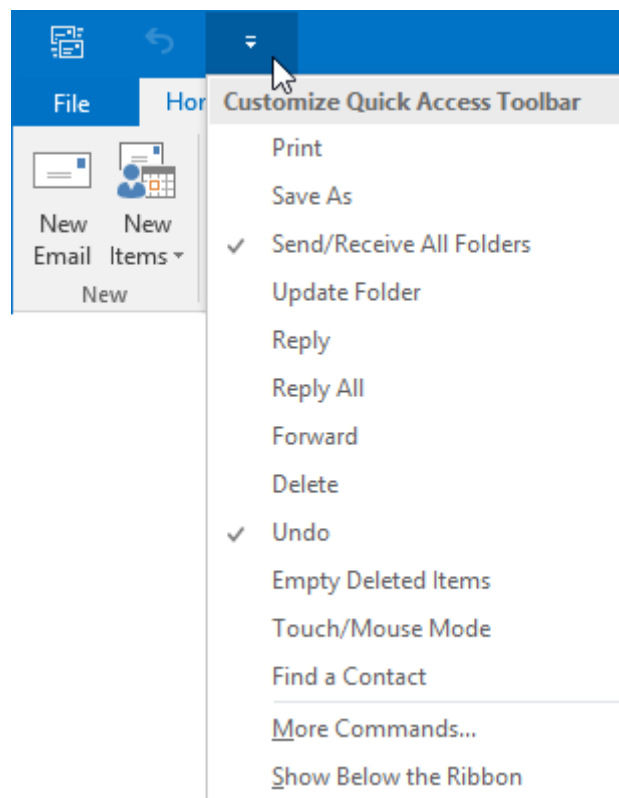 File
Hor
New
Email
New
Items
New
Customize Quick Access Toolbar
Print
Save As
Send/Receive All Folders
Update Folder
Reply
Reply All
Forward
Delete
Undo
Empty Deleted Items
Touch/Mouse Mode
Find a Contact
More Commands...
Show Below the Ribbon